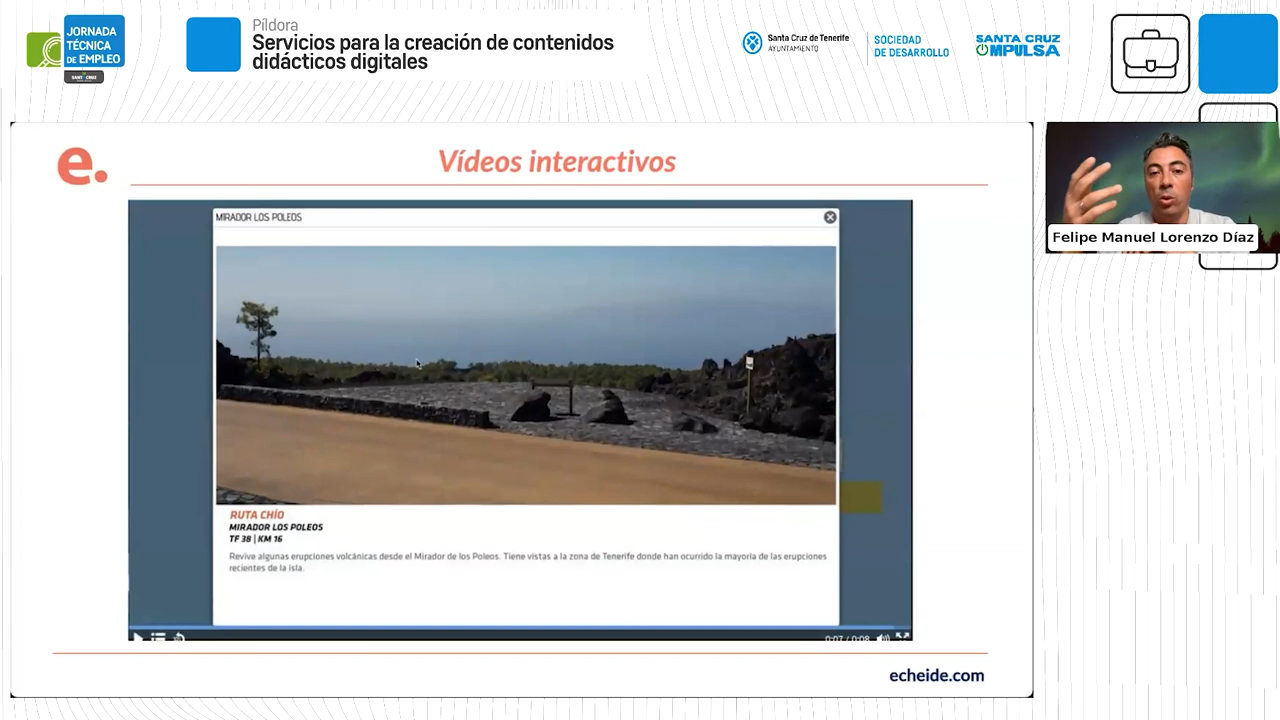 JORNADA
TÉCNICA
DE EMPLEO
Píldora
Servicios para la creación de contenidos
didácticos digitales
Santa Cruz de Tenerife
AYUNTAMIENTO
SOCIEDAD
DE DESARROLLO
SANTA CRUZ
IMPULSA
e.
Vídeos interactivos
MIRADOR LOS POLEOS
Felipe Manuel Lorenzo Díaz
RUTA CHÍO
MIRADOR LOS POLEOS
TF 38 | KM 16
Revive algunas erupciones volcánicas desde el Mirador de los Poleos. Tiene vistas a la zona de Tenerife donde han ocurrido la mayoría de las erupciones
recientes de la Isla.
0:07 / 0:08
echeide.com